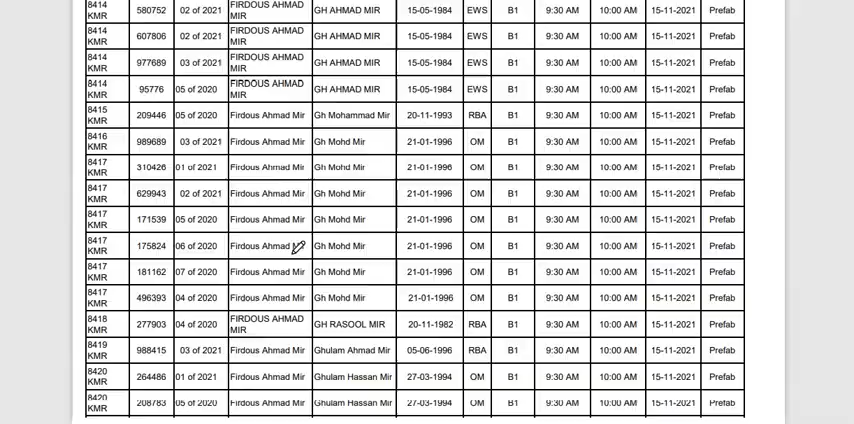 8414 KMR 580752 02 of 2021 FIRDOUS AHMAD MIR GH AHMAD MIR 15-05-1984 EWS B1 9:30 AM 10:00 AM 15-11-2021 Prefab
8414 KMR 607806 02 of 2021 FIRDOUS AHMAD MIR GH AHMAD MIR 15-05-1984 EWS B1 9:30 AM 10:00 AM 15-11-2021 Prefab
8414 KMR 977689 03 of 2021 FIRDOUS AHMAD MIR GH AHMAD MIR 15-05-1984 EWS B1 9:30 AM 10:00 AM 15-11-2021 Prefab
8414 KMR 95776 05 of 2020 FIRDOUS AHMAD MIR GH AHMAD MIR 15-05-1984 EWS B1 9:30 AM 10:00 AM 15-11-2021 Prefab
8415 KMR 209446 05 of 2020 Firdous Ahmad Mir Gh Mohammad Mir 20-11-1993 RBA B1 9:30 AM 10:00 AM 15-11-2021 Prefab
8416 KMR 989689 03 of 2021 Firdous Ahmad Mir Gh Mohd Mir 21-01-1996 OM B1 9:30 AM 10:00 AM 15-11-2021 Prefab
8417 KMR 310426 01 of 2021 Firdous Ahmad Mir Gh Mohd Mir 21-01-1996 OM B1 9:30 AM 10:00 AM 15-11-2021 Prefab
8417 KMR 629943 02 of 2021 Firdous Ahmad Mir Gh Mohd Mir 21-01-1996 OM B1 9:30 AM 10:00 AM 15-11-2021 Prefab
8417 KMR 171539 05 of 2020 Firdous Ahmad Mir Gh Mohd Mir 21-01-1996 OM B1 9:30 AM 10:00 AM 15-11-2021 Prefab
8417 KMR 175824 06 of 2020 Firdous Ahmad Mir Gh Mohd Mir 21-01-1996 OM B1 9:30 AM 10:00 AM 15-11-2021 Prefab
8417 KMR 181162 07 of 2020 Firdous Ahmad Mir Gh Mohd Mir 21-01-1996 OM B1 9:30 AM 10:00 AM 15-11-2021 Prefab
8417 KMR 496393 04 of 2020 Firdous Ahmad Mir Gh Mohd Mir 21-01-1996 OM B1 9:30 AM 10:00 AM 15-11-2021 Prefab
8418 KMR 277903 04 of 2020 FIRDOUS AHMAD MIR GH RASOOL MIR 20-11-1982 RBA B1 9:30 AM 10:00 AM 15-11-2021 Prefab
8419 KMR 988415 03 of 2021 Firdous Ahmad Mir Ghulam Ahmad Mir 05-06-1996 RBA B1 9:30 AM 10:00 AM 15-11-2021 Prefab
8420 KMR 264486 01 of 2021 Firdous Ahmad Mir Ghulam Hassan Mir 27-03-1994 OM B1 9:30 AM 10:00 AM 15-11-2021 Prefab
8420 KMR 208783 05 of 2020 Firdous Ahmad Mir Ghulam Hassan Mir 27-03-1994 OM B1 9:30 AM 10:00 AM 15-11-2021 Prefab